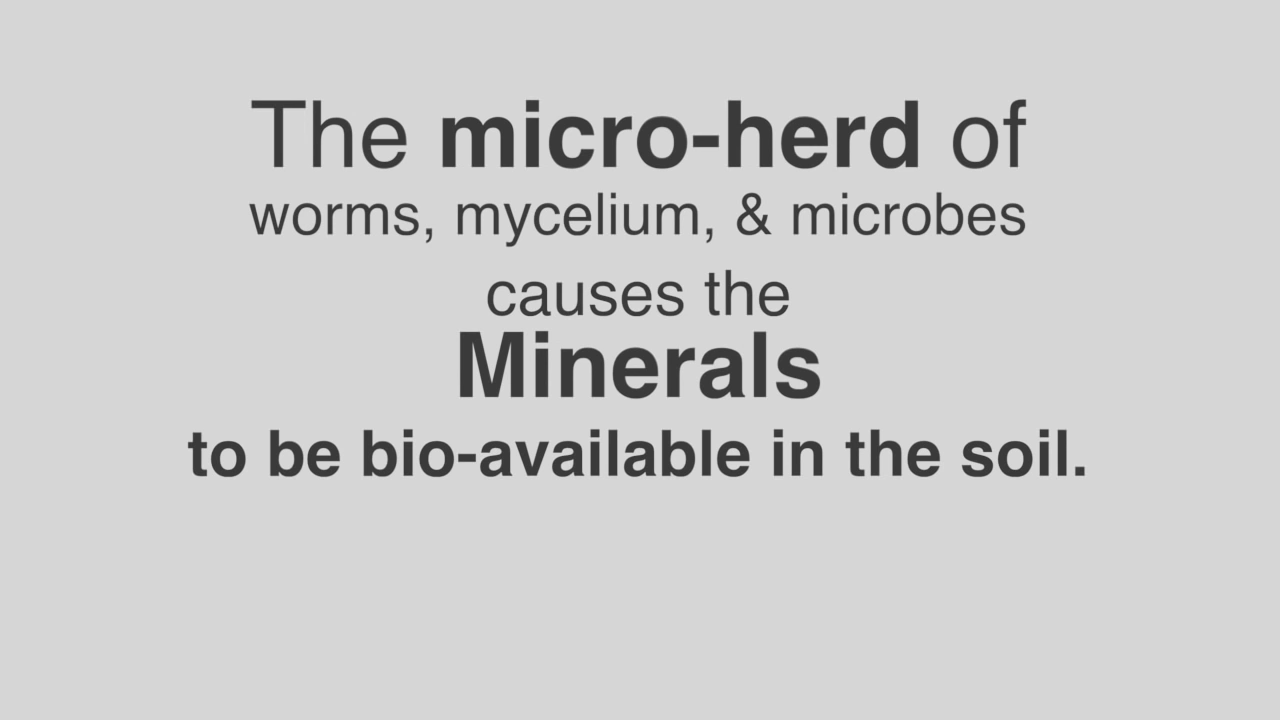 The micro-herd of
worms, mycelium, & microbes
causes the
Minerals
to be bio-available in the soil.